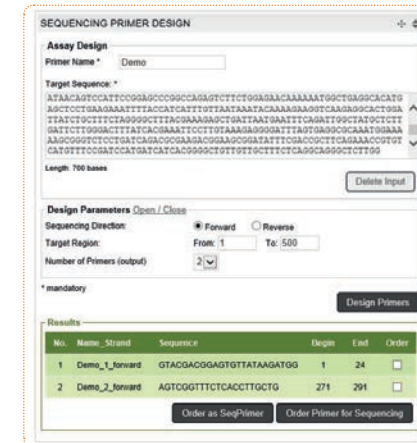 SEQUENCING PRIMER DESIGN
Assay Design
Primer Name * Demo
Target Sequence: *
ATAACAGTCCATTCCGGAGCCCGGCCAGAGTCTTCTGGAGAACAAAAAATGGCTGAGGCACATG
AGCTCCTGAAGAAATTTTACCATCATTTGTTAATAAATACAAAAGAAGGTCAAGAGGCACTGGA
TTATCTGCTTTCTAGGGGCTTTACGAAAGAGCTGATTAATGAATTTCAGATTGGCTATGCTCTT
GATTCTTGGGACTTTATCACGAAATTCCTTGTAAAGAGGGGATTTAGTGAGGCGCAAATGGAAA
AAGCGGGTCTCCTGATCAGACGCGAAGACGGAAGCGGATATTTCGACCGCTTCAGAAACCGTGT
CATGTTTCCGATCCATGATCATCACGGGGCTGTTGTTGCTTTCTCAGGCAGGGCTCTTGG
Length: 700 bases
Delete Input
Design Parameters Open / Close
Sequencing Direction: Forward Reverse
Target Region: From: 1 To: 500
Number of Primers (output) 2
* mandatory
Design Primers
Results
No. Name_Strand Sequence Begin End Order
1 Demo_1_forward GTACGACGGAGTGTTATAAGATGG 1 24
2 Demo_2_forward AGTCGGTTTCTCACCTTGCTG 271 291
Order as SeqPrimer Order Primer for Sequencing